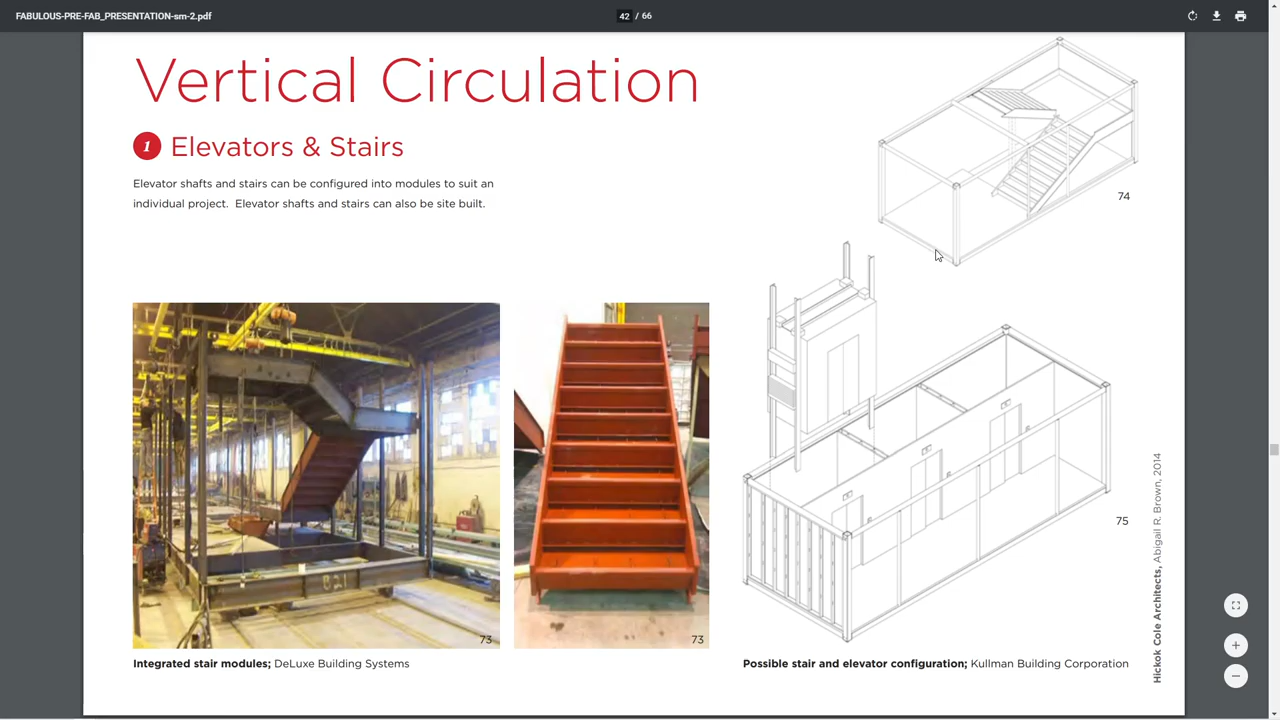 FABULOUS-PRE-FAB_PRESENTATION-sm-2.pdf
42 / 66
Vertical Circulation
1 Elevators & Stairs
Elevator shafts and stairs can be configured into modules to suit an
individual project. Elevator shafts and stairs can also be site built.
74
75
73
73
Integrated stair modules; DeLuxe Building Systems
Possible stair and elevator configuration; Kullman Building Corporation
Hickok Cole Architects, Abigail R. Brown, 2014